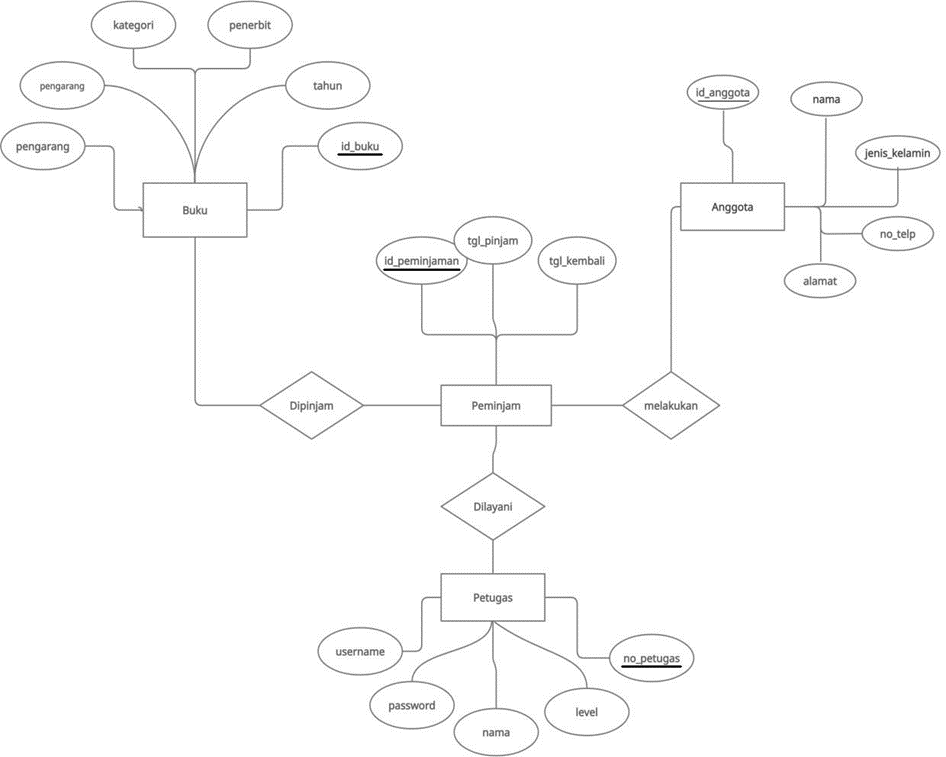 kategori
penerbit
pengarang
tahun
pengarang
id_buku
Buku
id_anggota
nama
jenis_kelamin
Anggota
no_telp
alamat
tgl_pinjam
id_peminjaman
tgl_kembali
Dipinjam
Peminjam
melakukan
Dilayani
Petugas
username
no_petugas
password
level
nama